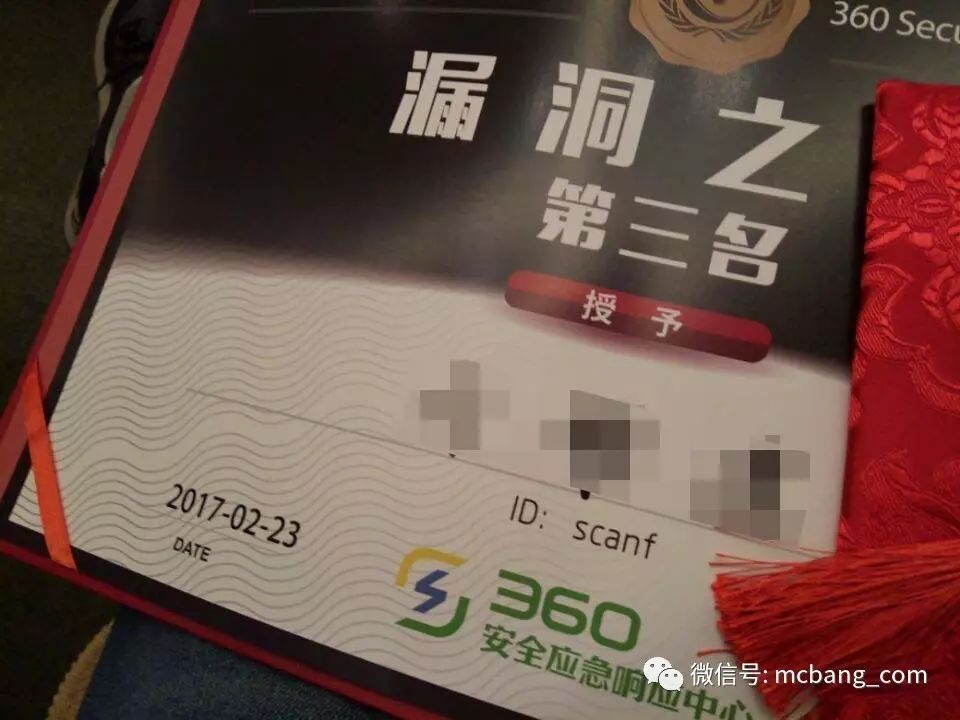 360 Secu
漏洞之
第三名
授予
ID: scanf
2017-02-23
DATE
360
安全应急响应中心
微信号: mcbang_com